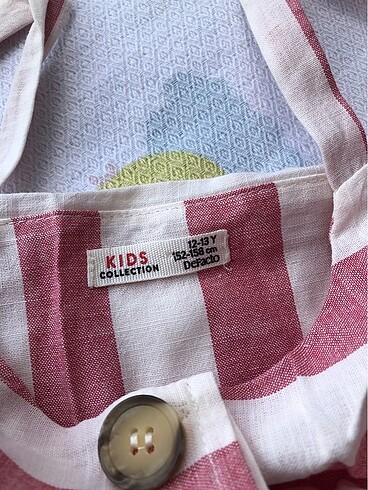 KIDS
COLLECTION
12-13 Y
152-158 cm
DeFacto